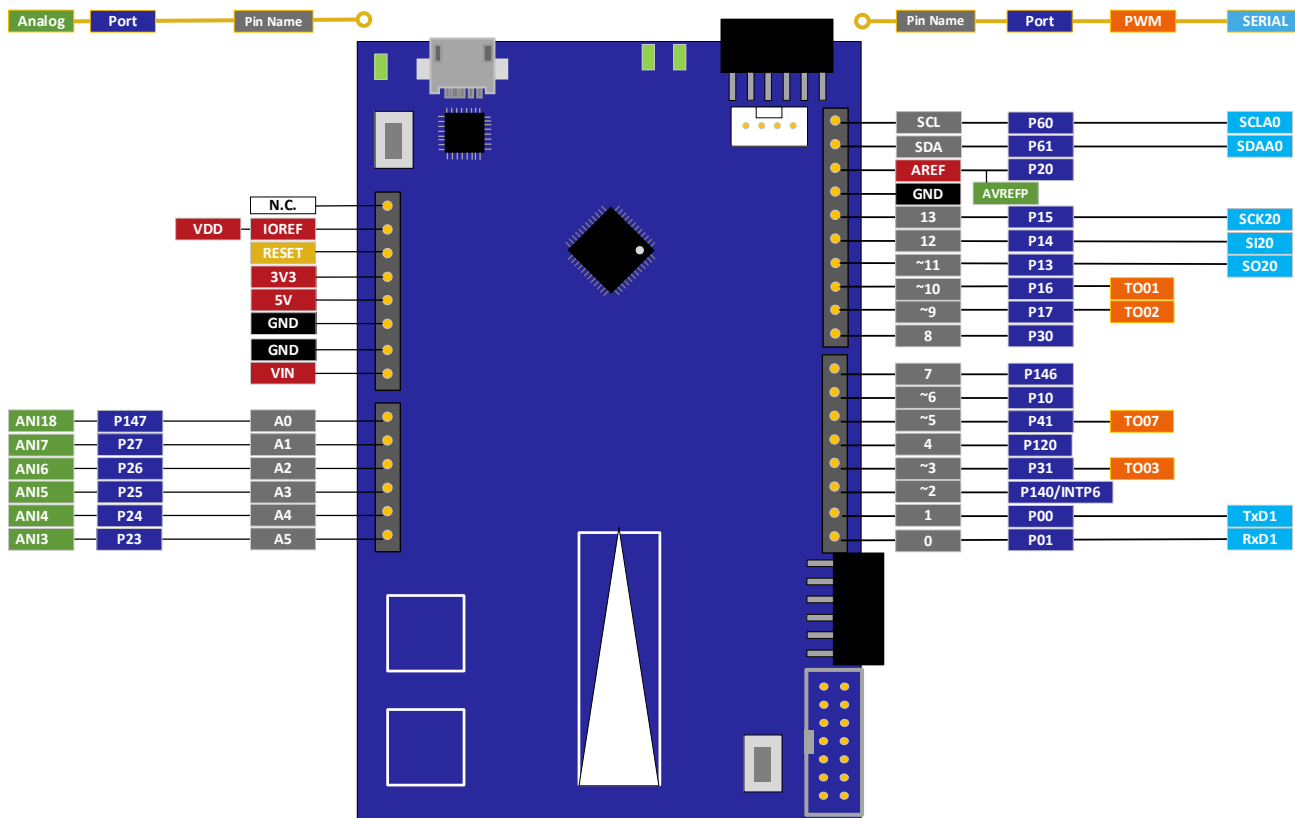 Analog Port Pin Name
Pin Name Port PWM SERIAL
SCL P60 SCLA0
SDA P61 SDAA0
AREF P20
GND AVREFP
13 P15 SCK20
12 P14 SI20
~11 P13 SO20
~10 P16 TO01
~9 P17 TO02
8 P30
7 P146
~6 P10
~5 P41 TO07
4 P120
~3 P31 TO03
~2 P140/INTP6
1 P00 TxD1
0 P01 RxD1
N.C.
VDD IOREF
RESET
3V3
5V
GND
GND
VIN
ANI18 P147 A0
ANI7 P27 A1
ANI6 P26 A2
ANI5 P25 A3
ANI4 P24 A4
ANI3 P23 A5